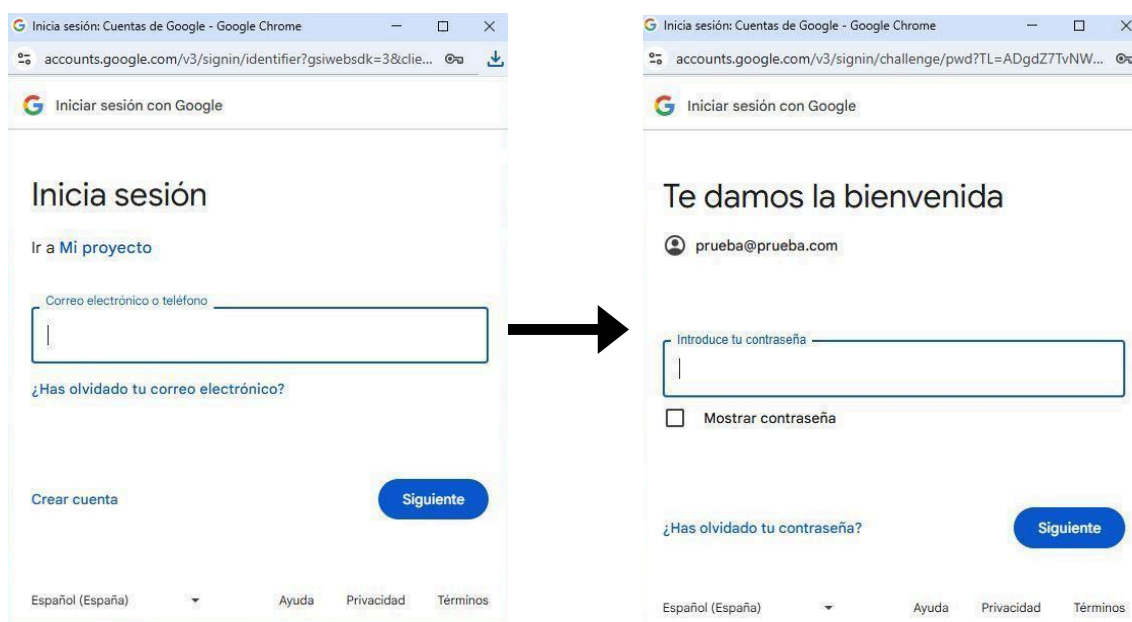 Inicia sesión: Cuentas de Google - Google Chrome
accounts.google.com/v3/signin/identifier?gsiwebsdk=3&clie...
Iniciar sesión con Google
Inicia sesión
Ir a Mi proyecto
Correo electrónico o teléfono
¿Has olvidado tu correo electrónico?
Crear cuenta
Siguiente
Español (España)
Ayuda
Privacidad
Términos
Inicia sesión: Cuentas de Google - Google Chrome
accounts.google.com/v3/signin/challenge/pwd?TL=ADgdZ7TvNW...
Iniciar sesión con Google
Te damos la bienvenida
prueba@prueba.com
Introduce tu contraseña
Mostrar contraseña
¿Has olvidado tu contraseña?
Siguiente
Español (España)
Ayuda
Privacidad
Términos